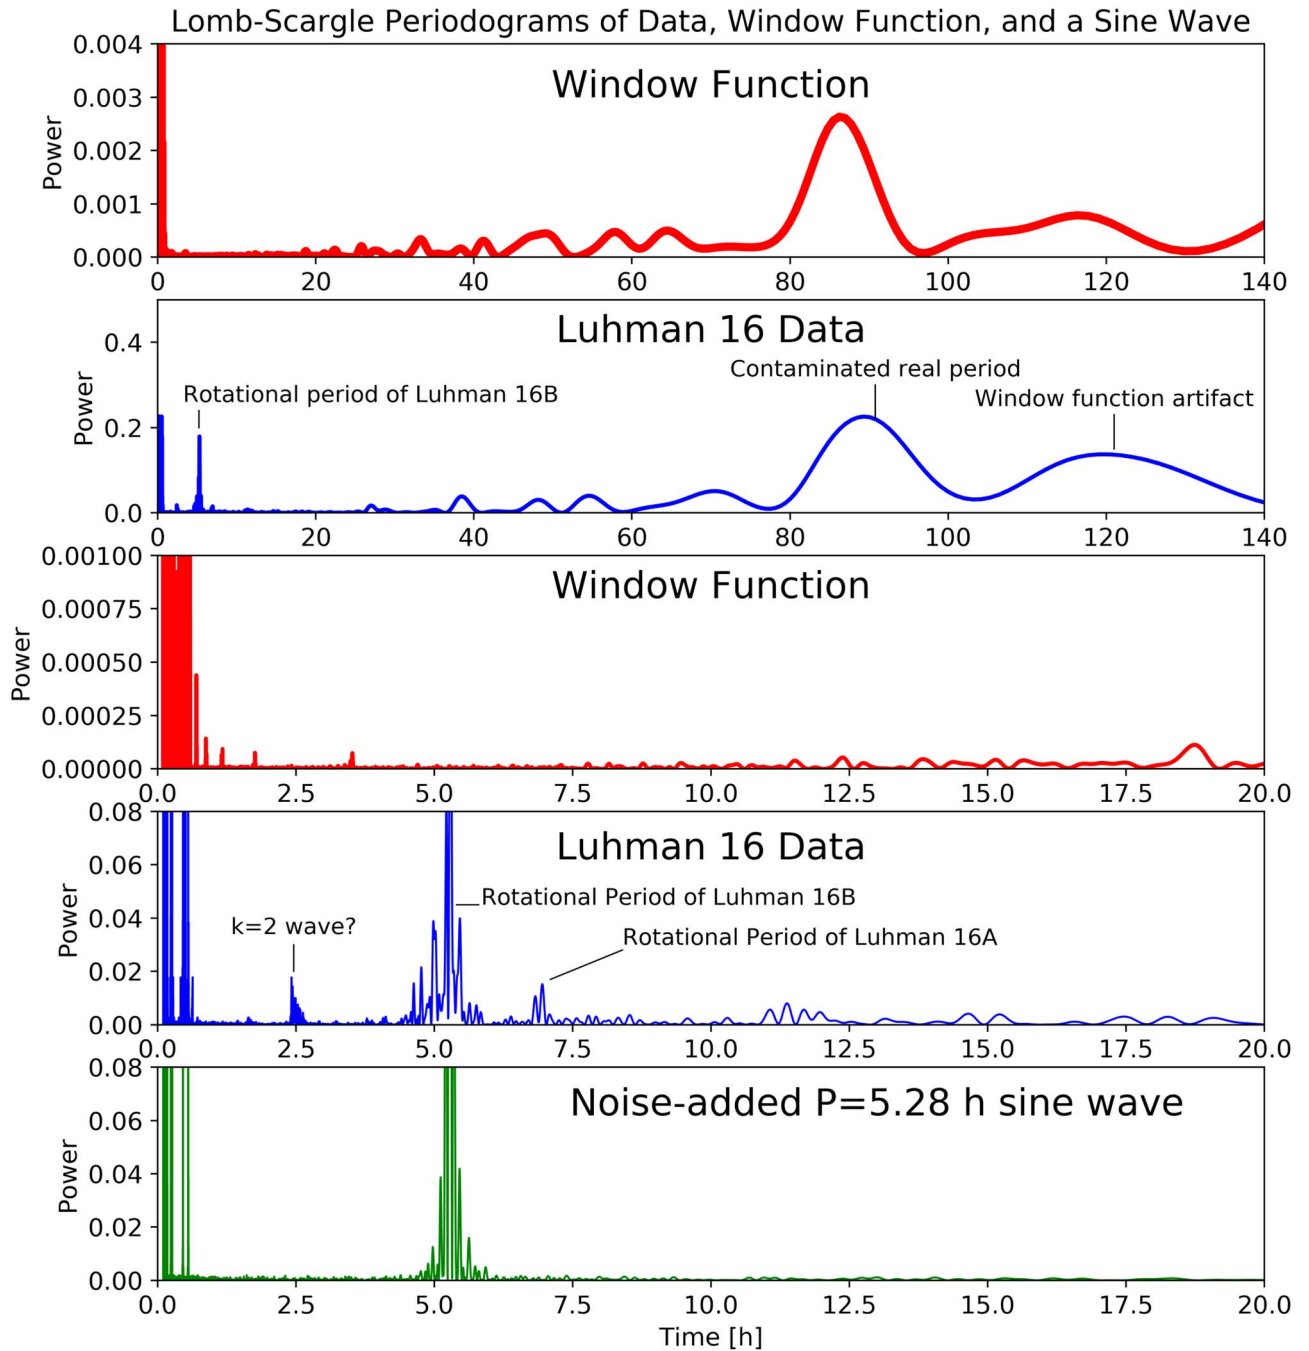 Lomb-Scargle Periodograms of Data, Window Function, and a Sine Wave
Window Function
Power
0.004
0.003
0.002
0.001
0.000
0 20 40 60 80 100 120 140
Luhman 16 Data
Power
0.4
0.2
0.0
Contaminated real period
Rotational period of Luhman 16B
Window function artifact
0 20 40 60 80 100 120 140
Window Function
Power
0.00100
0.00075
0.00050
0.00025
0.00000
0.0 2.5 5.0 7.5 10.0 12.5 15.0 17.5 20.0
Luhman 16 Data
Power
0.08
0.06
0.04
0.02
0.00
Rotational Period of Luhman 16B
k=2 wave?
Rotational Period of Luhman 16A
0.0 2.5 5.0 7.5 10.0 12.5 15.0 17.5 20.0
Noise-added P=5.28 h sine wave
Power
0.08
0.06
0.04
0.02
0.00
0.0 2.5 5.0 7.5 10.0 12.5 15.0 17.5 20.0
Time [h]